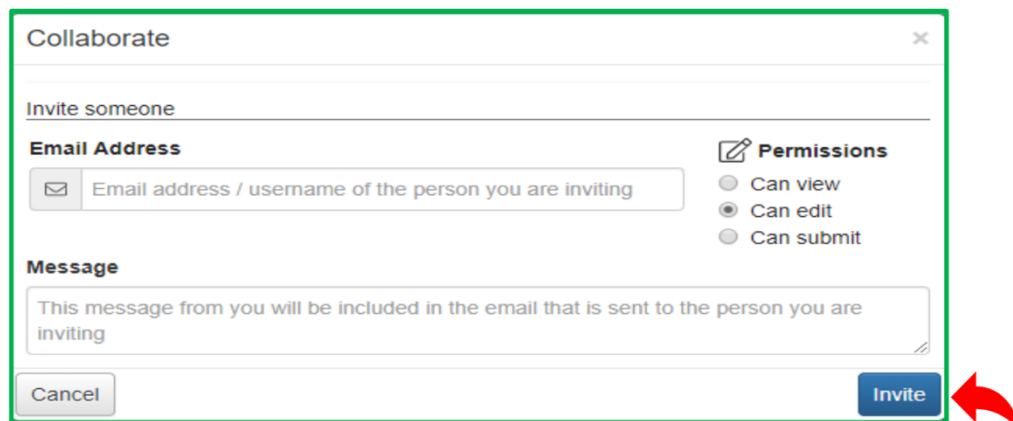 Collaborate ×
Invite someone
Email Address
Email address / username of the person you are inviting
Permissions
Can view
Can edit
Can submit
Message
This message from you will be included in the email that is sent to the person you are
inviting
Cancel
Invite